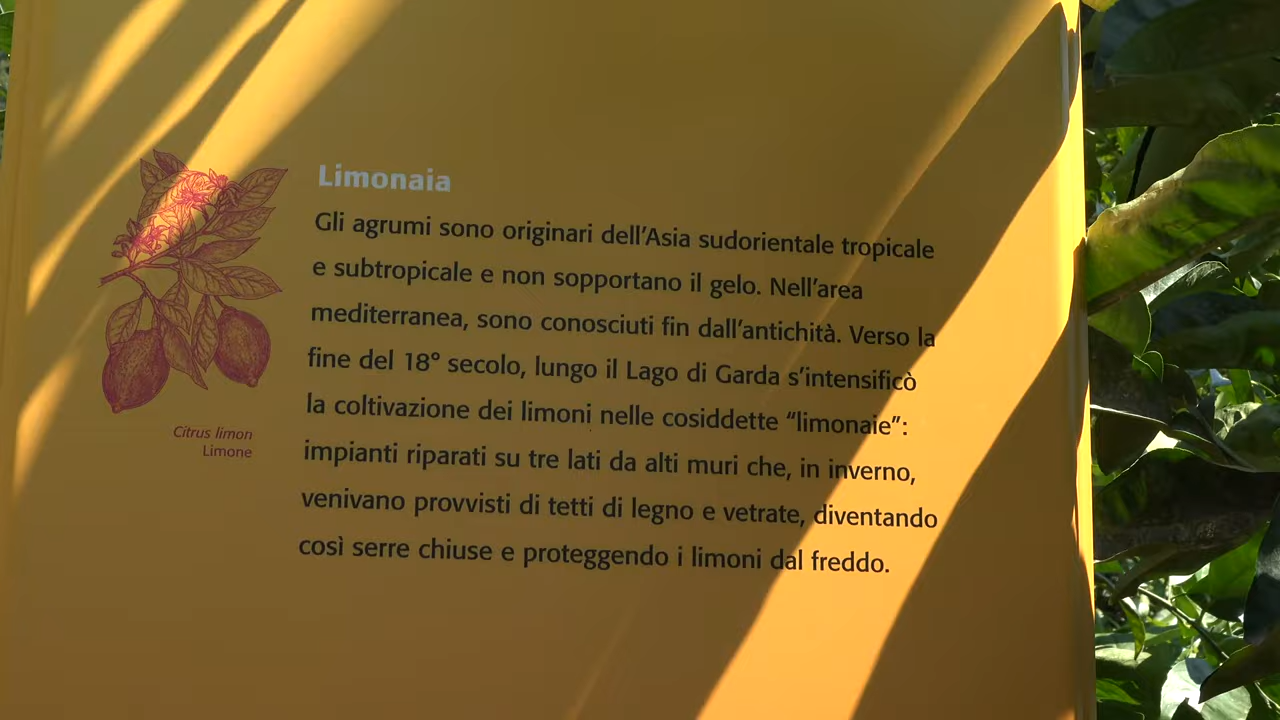 Limonaia
Gli agrumi sono originari dell'Asia sudorientale tropicale
e subtropicale e non sopportano il gelo. Nell'area
mediterranea, sono conosciuti fin dall'antichità. Verso la
fine del 18° secolo, lungo il Lago di Garda s'intensificò
la coltivazione dei limoni nelle cosiddette “limonaie”:
impianti riparati su tre lati da alti muri che, in inverno,
venivano provvisti di tetti di legno e vetrate, diventando
così serre chiuse e proteggendo i limoni dal freddo.
Citrus limon
Limone